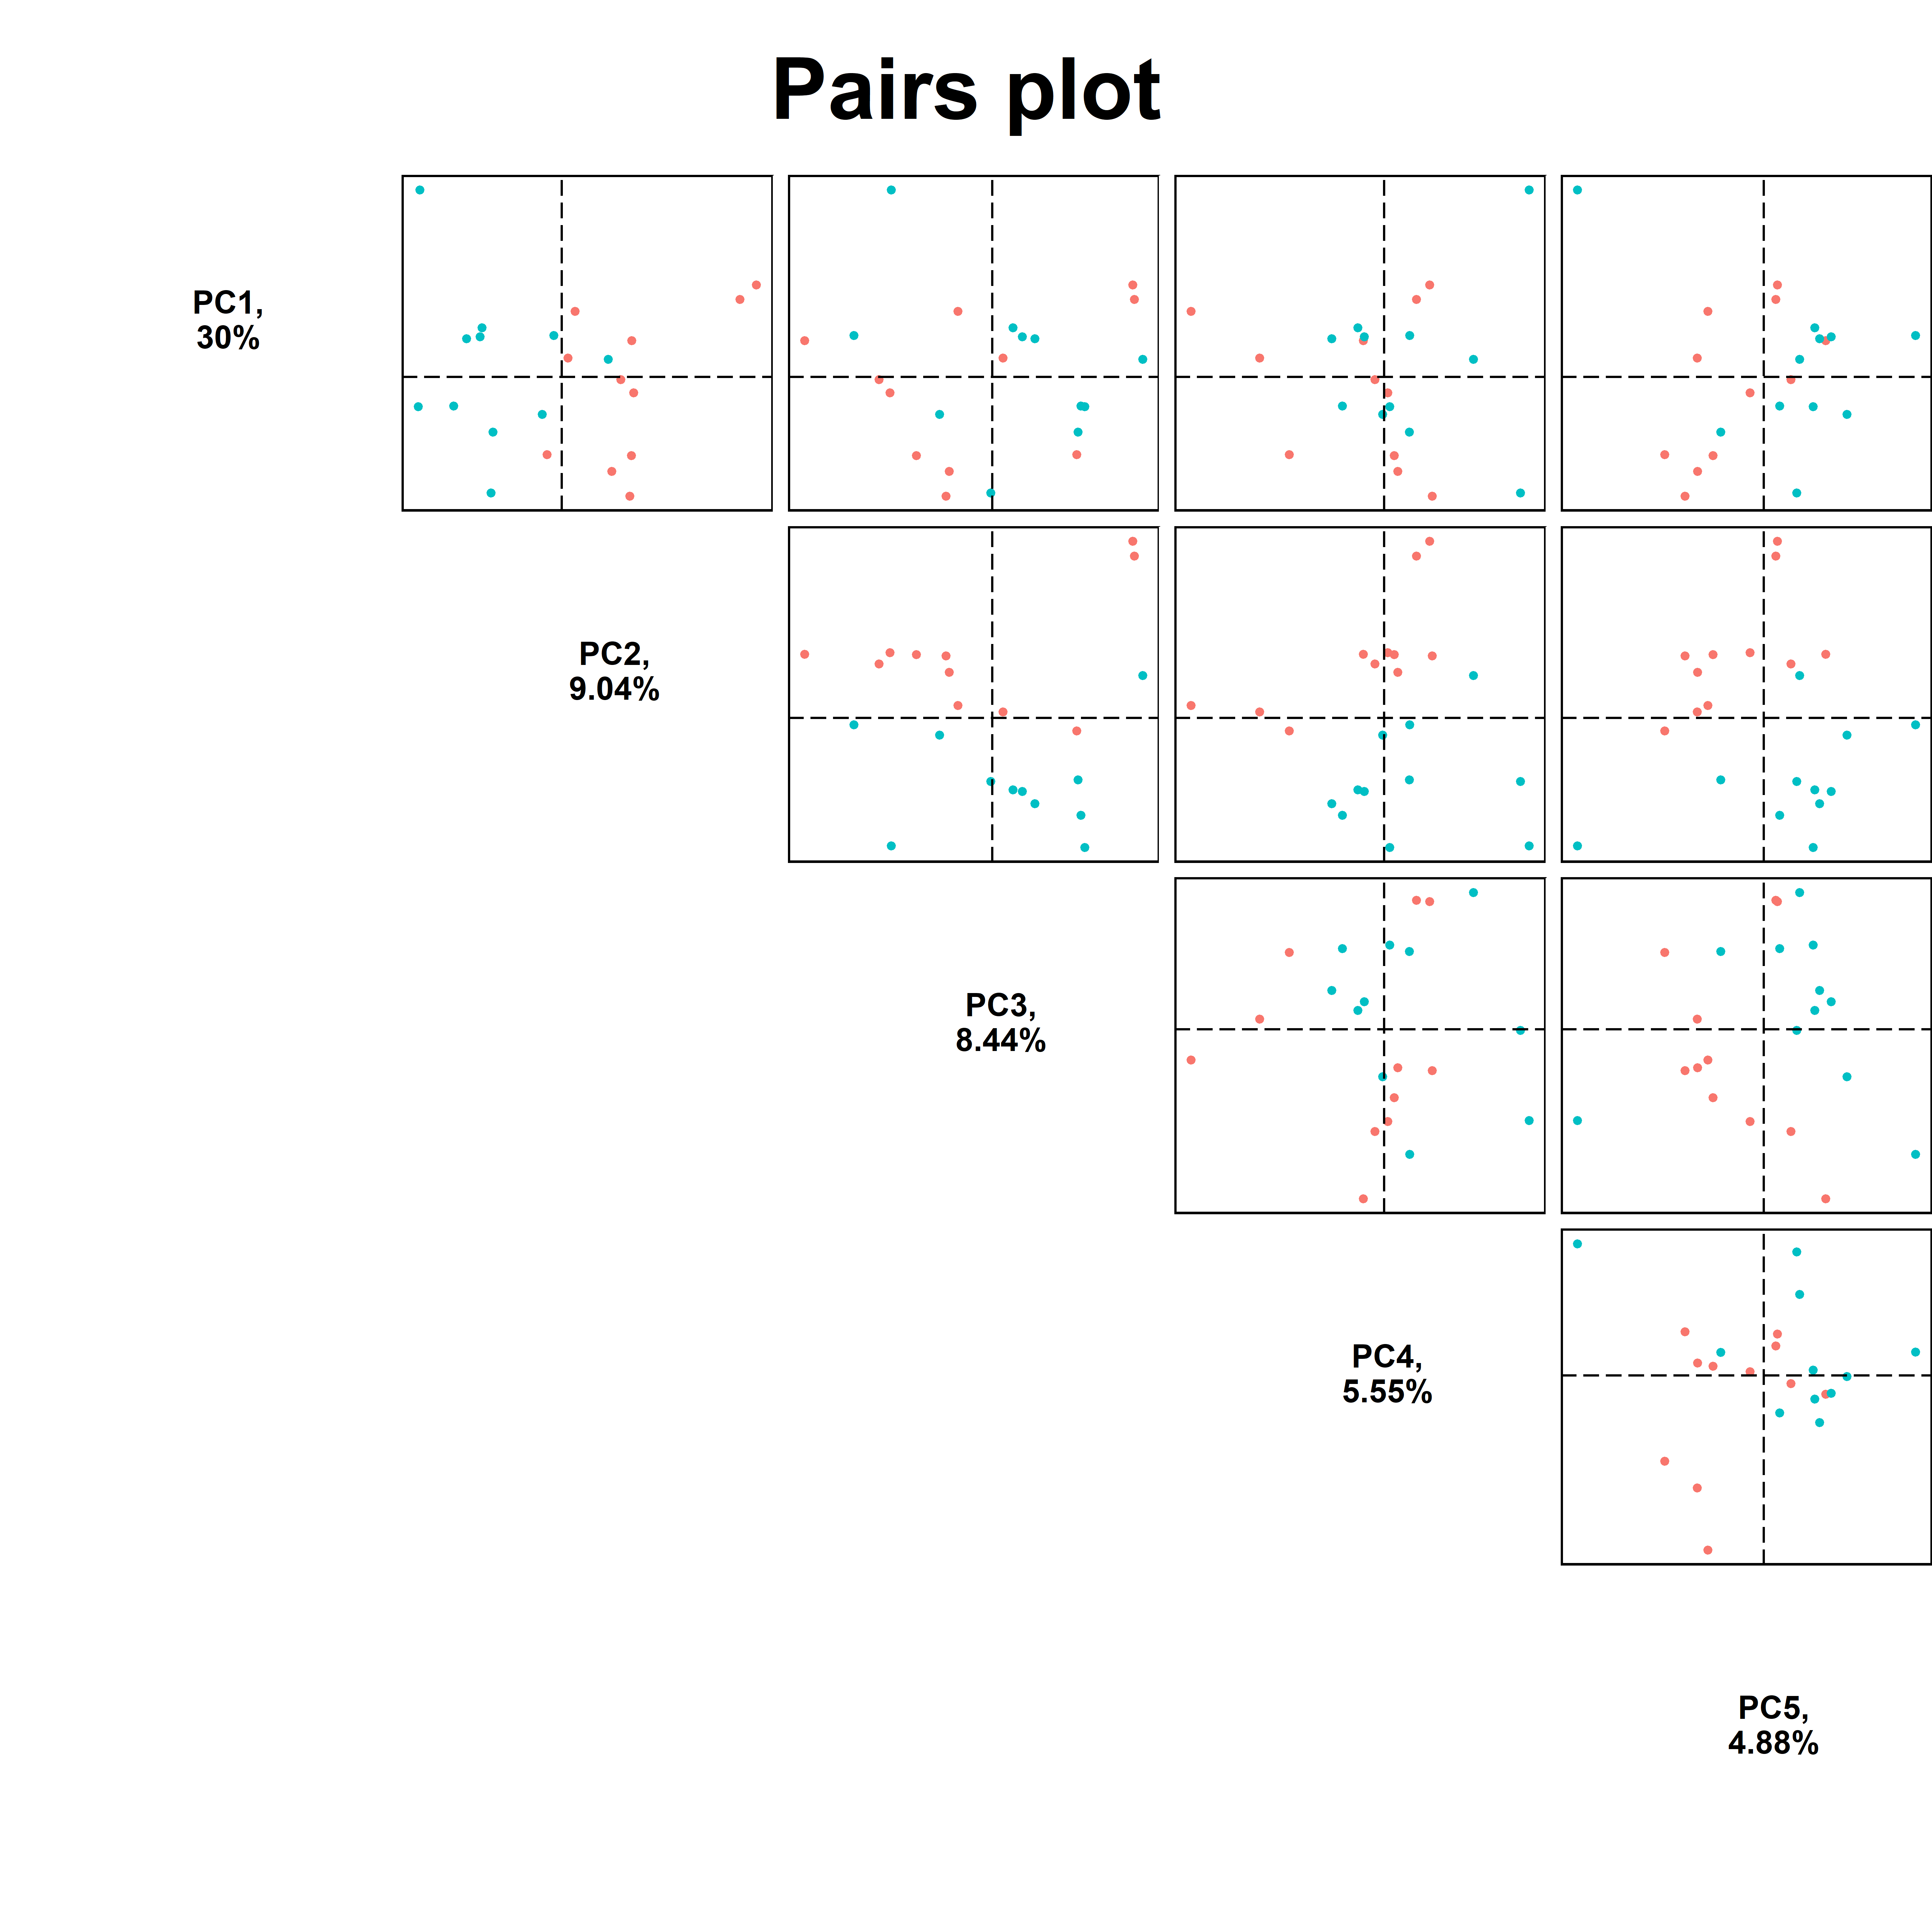 Pairs plot
PC1,
30%
PC2,
9.04%
PC3,
8.44%
PC4,
5.55%
PC5,
4.88%